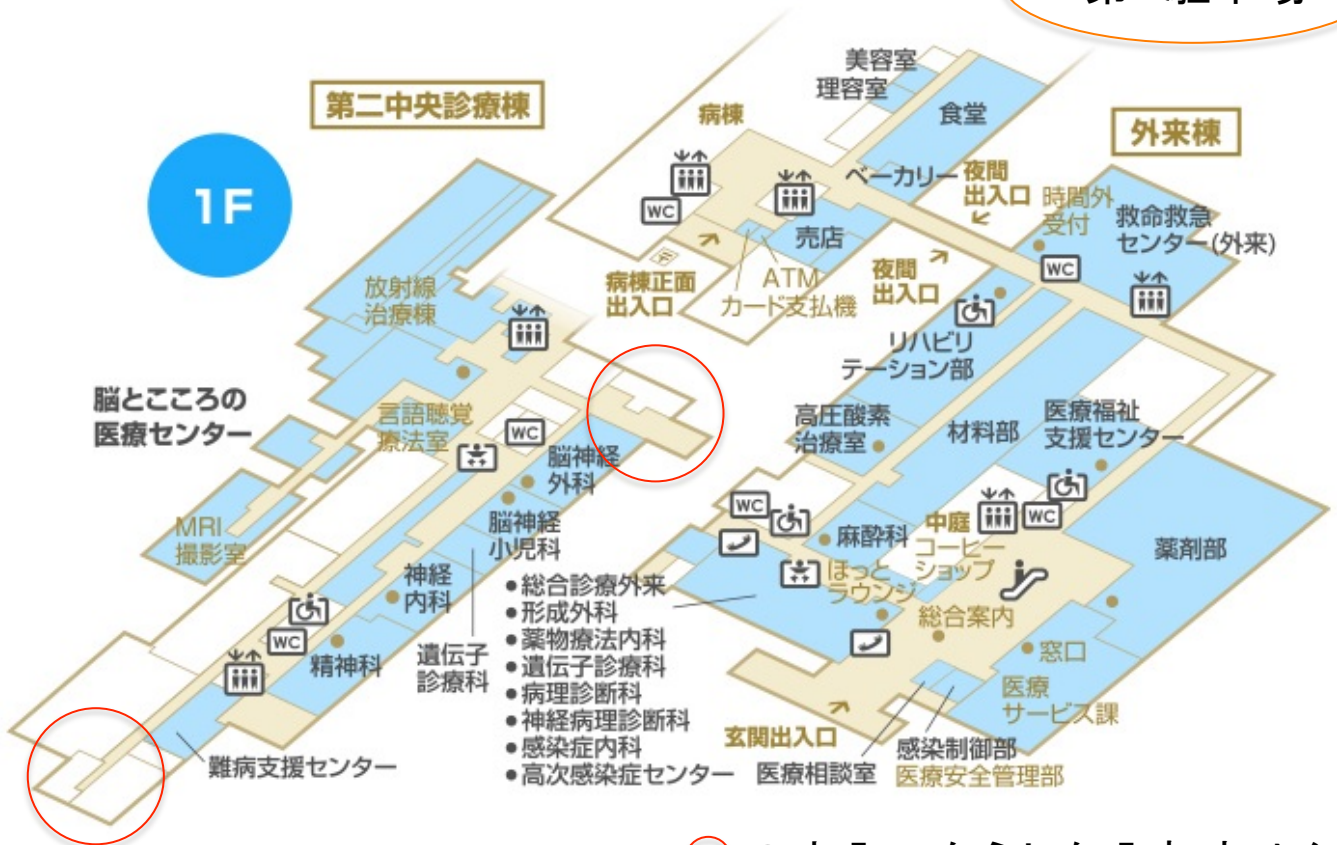 第二中央診療棟
1F
病棟
美容室
理容室
食堂
外来棟
ベーカリー
夜間
出入口
時間外
受付
救命救急
センター(外来)
WC
売店
WC
病棟正面
出入口
ATM
カード支払機
夜間
出入口
放射線
治療棟
リハビリ
テーション部
脳とこころの
医療センター
言語聴覚
療法室
WC
脳神経
外科
高圧酸素
治療室
材料部
医療福祉
支援センター
MRI
撮影室
脳神経
小児科
WC
麻酔科
中庭
WC
コーヒー
ショップ
薬剤部
神経
内科
ほっと
ラウンジ
総合案内
WC
精神科
遺伝子
診療科
●総合診療外来
●形成外科
●薬物療法内科
●遺伝子診療科
●病理診断科
●神経病理診断科
●感染症内科
●高次感染症センター
窓口
医療
サービス課
玄関出入口
難病支援センター
医療相談室
感染制御部
医療安全管理部